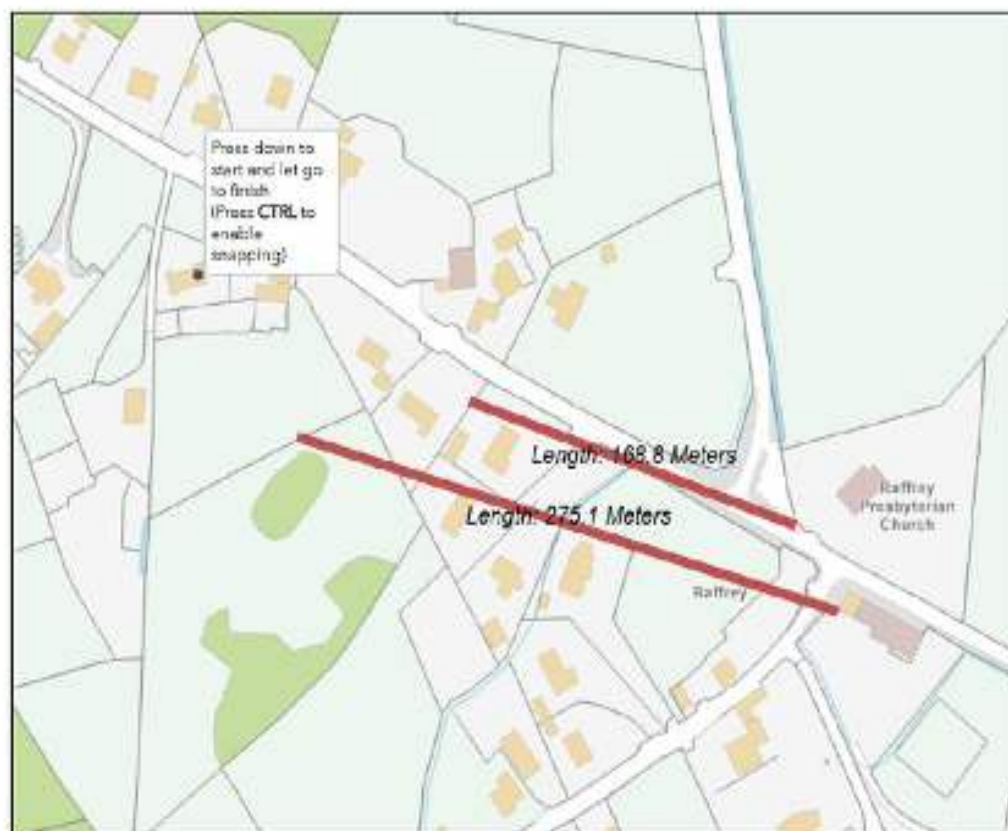 Press down to
start and let go
to finish
(Press CTRL to
enable
snapping)
Length: 168.8 Meters
Raffrey
Presbyterian
Church
Length: 275.1 Meters
Raffrey